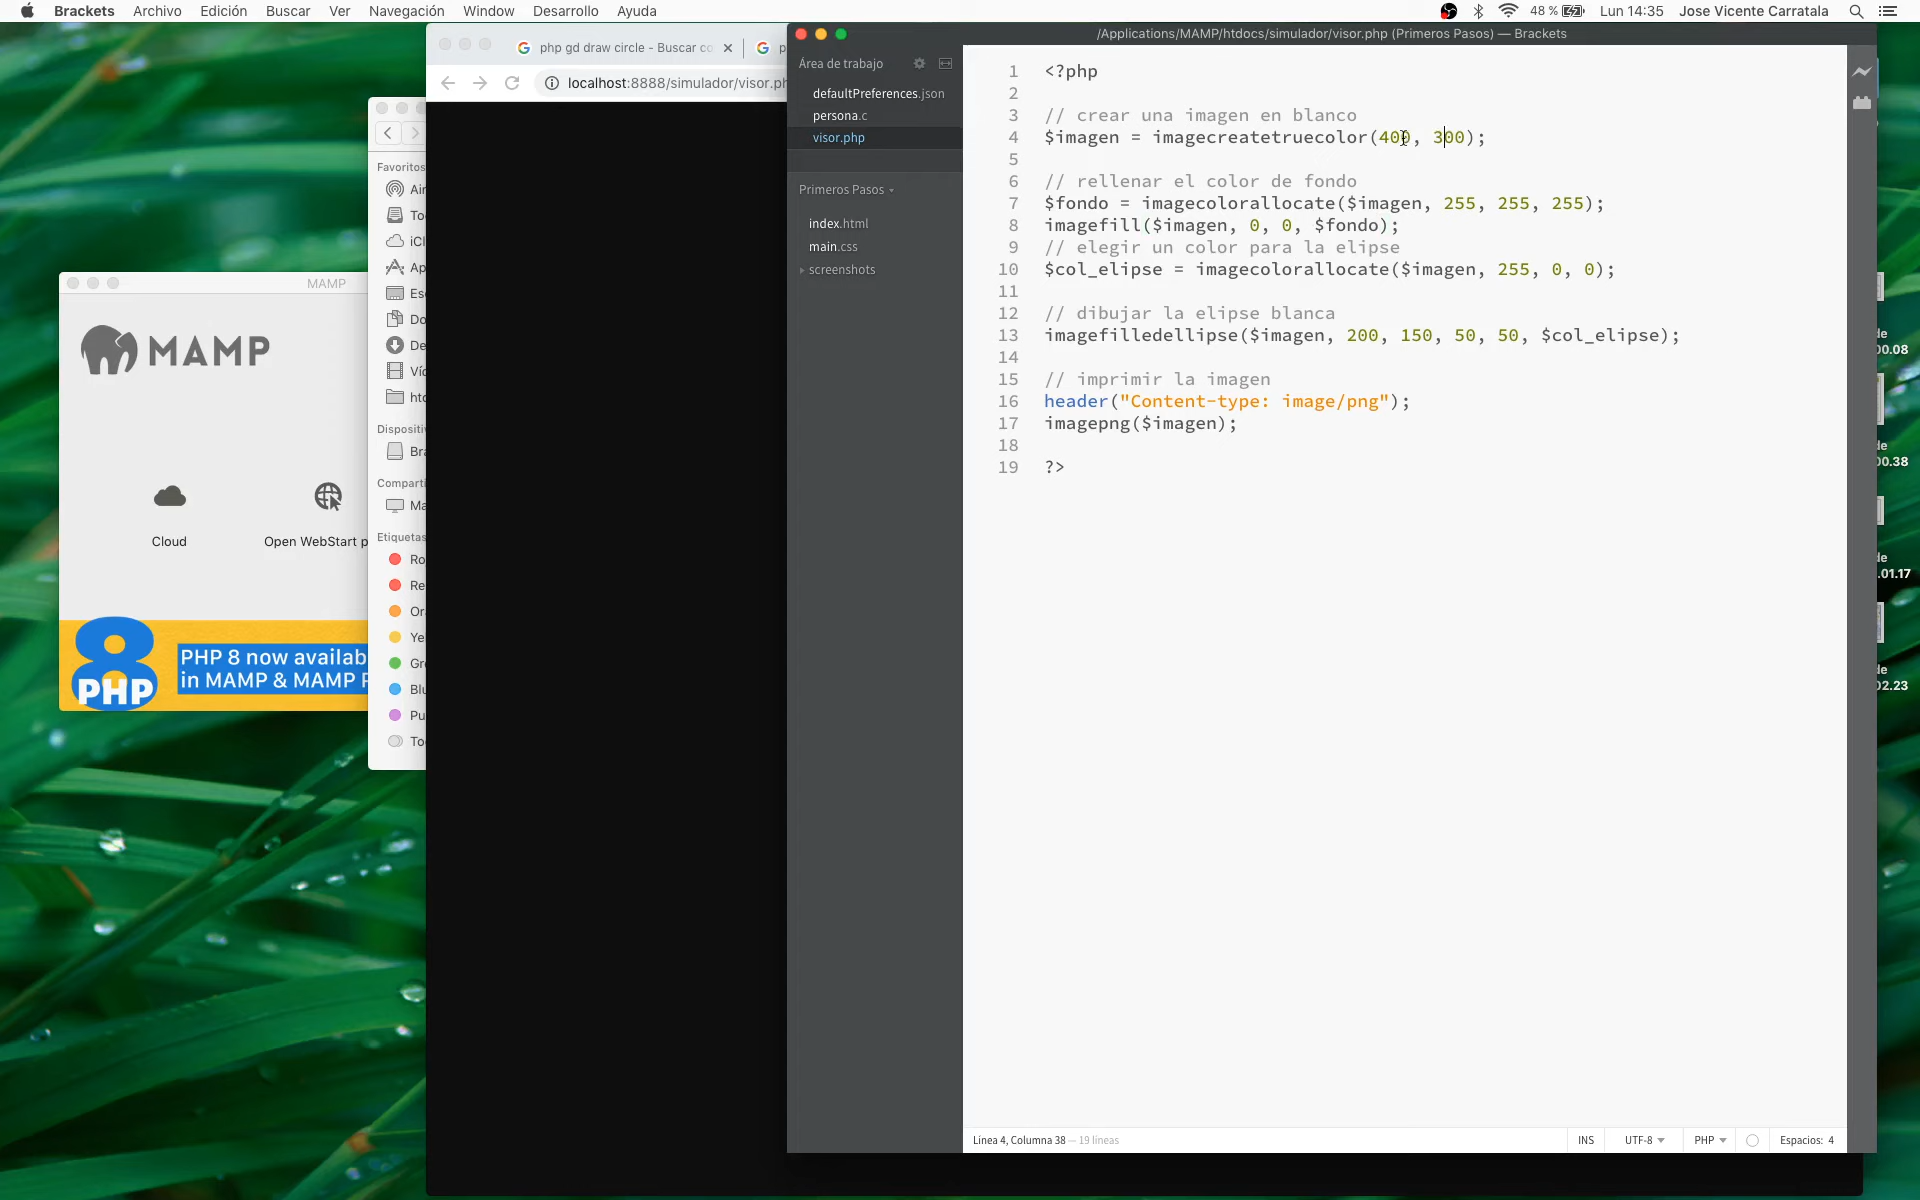 Brackets Archivo Edición Buscar Ver Navegación Window Desarrollo Ayuda
48 % Lun 14:35 Jose Vicente Carratala
/Applications/MAMP/htdocs/simulador/visor.php (Primeros Pasos) — Brackets
php gd draw circle - Buscar co
localhost:8888/simulador/visor.ph
MAMP
MAMP
Cloud
Open WebStart p
8
PHP
PHP 8 now availab
in MAMP & MAMP P
Favoritos
Air
To
iCl
Ap
Es
Do
De
Víd
hto
Dispositiv
Bra
Comparti
Ma
Etiquetas
Ro
Re
Or
Ye
Gr
Blu
Pu
To
Área de trabajo
defaultPreferences.json
persona.c
visor.php
Primeros Pasos
index.html
main.css
screenshots
1 <?php
2
3 // crear una imagen en blanco
4 $imagen = imagecreatetruecolor(400, 300);
5
6 // rellenar el color de fondo
7 $fondo = imagecolorallocate($imagen, 255, 255, 255);
8 imagefill($imagen, 0, 0, $fondo);
9 // elegir un color para la elipse
10 $col_elipse = imagecolorallocate($imagen, 255, 0, 0);
11
12 // dibujar la elipse blanca
13 imagefilledellipse($imagen, 200, 150, 50, 50, $col_elipse);
14
15 // imprimir la imagen
16 header("Content-type: image/png");
17 imagepng($imagen);
18
19 ?>
Línea 4, Columna 38 — 19 líneas
INS UTF-8 PHP Espacios: 4
de
00.08
de
00.38
de
.01.17
de
02.23